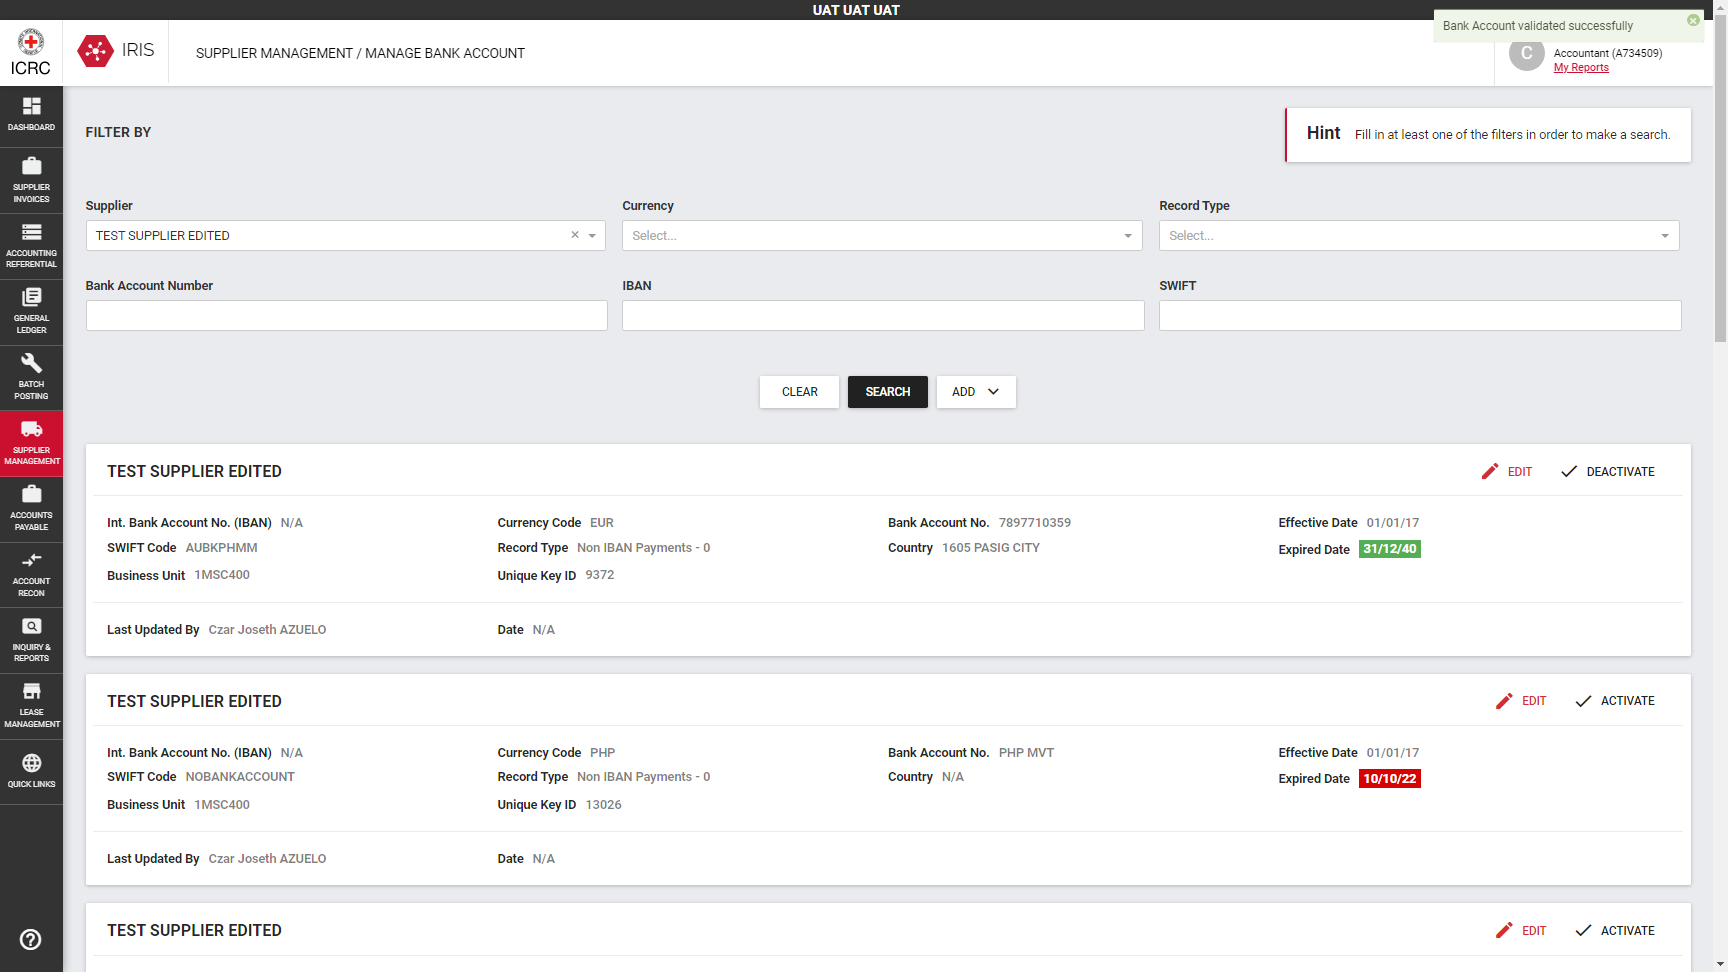 UAT UAT UAT
Bank Account validated successfully
ICRC
IRIS
SUPPLIER MANAGEMENT / MANAGE BANK ACCOUNT
C
Accountant (A734509)
My Reports
DASHBOARD
SUPPLIER
INVOICES
ACCOUNTING
REFERENTIAL
GENERAL
LEDGER
BATCH
POSTING
SUPPLIER
MANAGEMENT
ACCOUNTS
PAYABLE
ACCOUNT
RECON
INQUIRY &
REPORTS
LEASE
MANAGEMENT
QUICK LINKS
FILTER BY
Hint Fill in at least one of the filters in order to make a search.
Supplier Currency Record Type
TEST SUPPLIER EDITED Select... Select...
Bank Account Number IBAN SWIFT
CLEAR SEARCH ADD
TEST SUPPLIER EDITED EDIT DEACTIVATE
Int. Bank Account No. (IBAN) N/A Currency Code EUR Bank Account No. 7897710359 Effective Date 01/01/17
SWIFT Code AUBKPHMM Record Type Non IBAN Payments - 0 Country 1605 PASIG CITY Expired Date 31/12/40
Business Unit 1MSC400 Unique Key ID 9372
Last Updated By Czar Joseth AZUELO Date N/A
TEST SUPPLIER EDITED EDIT ACTIVATE
Int. Bank Account No. (IBAN) N/A Currency Code PHP Bank Account No. PHP MVT Effective Date 01/01/17
SWIFT Code NOBANKACCOUNT Record Type Non IBAN Payments - 0 Country N/A Expired Date 10/10/22
Business Unit 1MSC400 Unique Key ID 13026
Last Updated By Czar Joseth AZUELO Date N/A
TEST SUPPLIER EDITED EDIT ACTIVATE